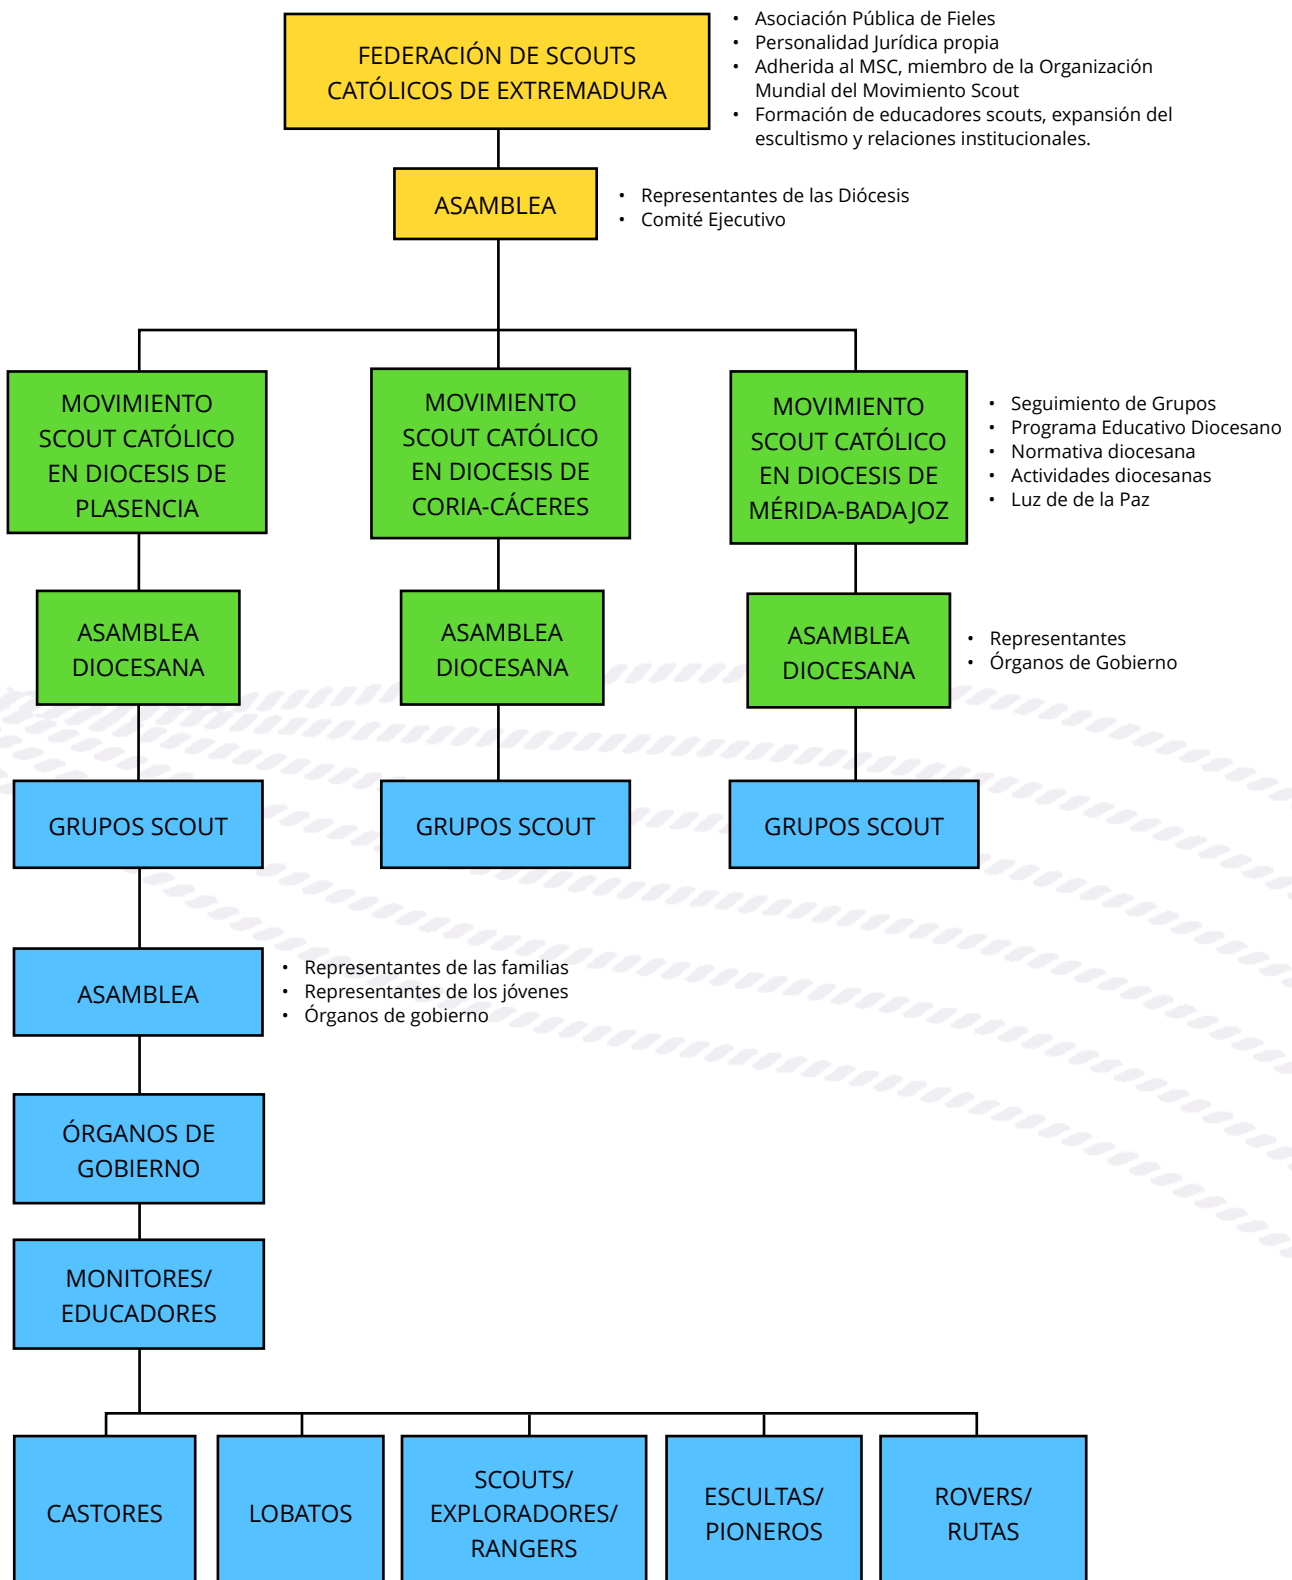 FEDERACIÓN DE SCOUTS
CATÓLICOS DE EXTREMADURA
• Asociación Pública de Fieles
• Personalidad Jurídica propia
• Adherida al MSC, miembro de la Organización
Mundial del Movimiento Scout
• Formación de educadores scouts, expansión del
escultismo y relaciones institucionales.
ASAMBLEA
• Representantes de las Diócesis
• Comité Ejecutivo
MOVIMIENTO
SCOUT CATÓLICO
EN DIOCESIS DE
PLASENCIA
MOVIMIENTO
SCOUT CATÓLICO
EN DIOCESIS DE
CORIA-CÁCERES
MOVIMIENTO
SCOUT CATÓLICO
EN DIOCESIS DE
MÉRIDA-BADAJOZ
• Seguimiento de Grupos
• Programa Educativo Diocesano
• Normativa diocesana
• Actividades diocesanas
• Luz de de la Paz
ASAMBLEA
DIOCESANA
ASAMBLEA
DIOCESANA
ASAMBLEA
DIOCESANA
• Representantes
• Órganos de Gobierno
GRUPOS SCOUT
GRUPOS SCOUT
GRUPOS SCOUT
ASAMBLEA
• Representantes de las familias
• Representantes de los jóvenes
• Órganos de gobierno
ÓRGANOS DE
GOBIERNO
MONITORES/
EDUCADORES
CASTORES
LOBATOS
SCOUTS/
EXPLORADORES/
RANGERS
ESCULTAS/
PIONEROS
ROVERS/
RUTAS